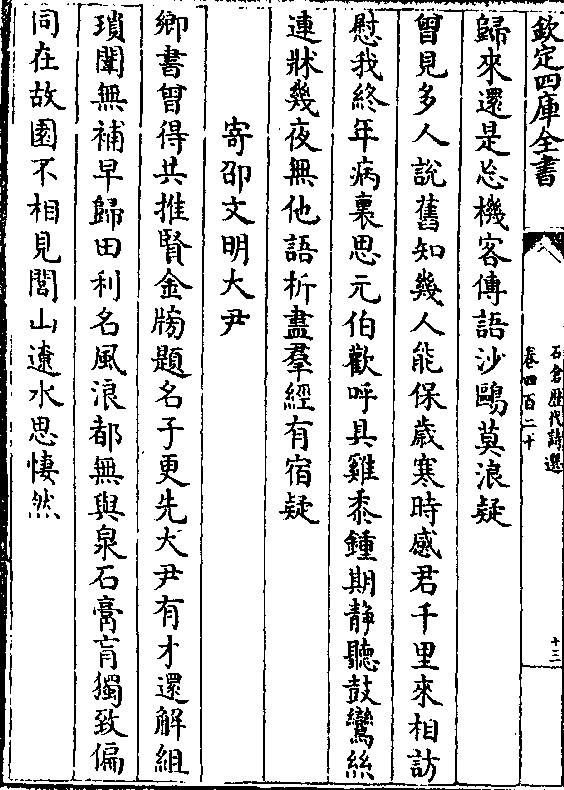 欽定四庫全書
石倉歷代詩選
卷四百二十
十三
歸來還是忘機客傳語沙鷗莫浪疑
曾見多人說舊知幾人能保歲寒時感君千里來相訪
慰我終年病裏思元伯歡呼具雞黍鍾期靜聽鼓鸞絲
連牀幾夜無他語析盡羣經有宿疑
寄邵文明大尹
鄉書曾得共推賢金牓題名子更先大尹有才還解組
瑣闈無補早歸田利名風浪都無與泉石膏肓獨致偏
同在故園不相見閭山遼水思悽然